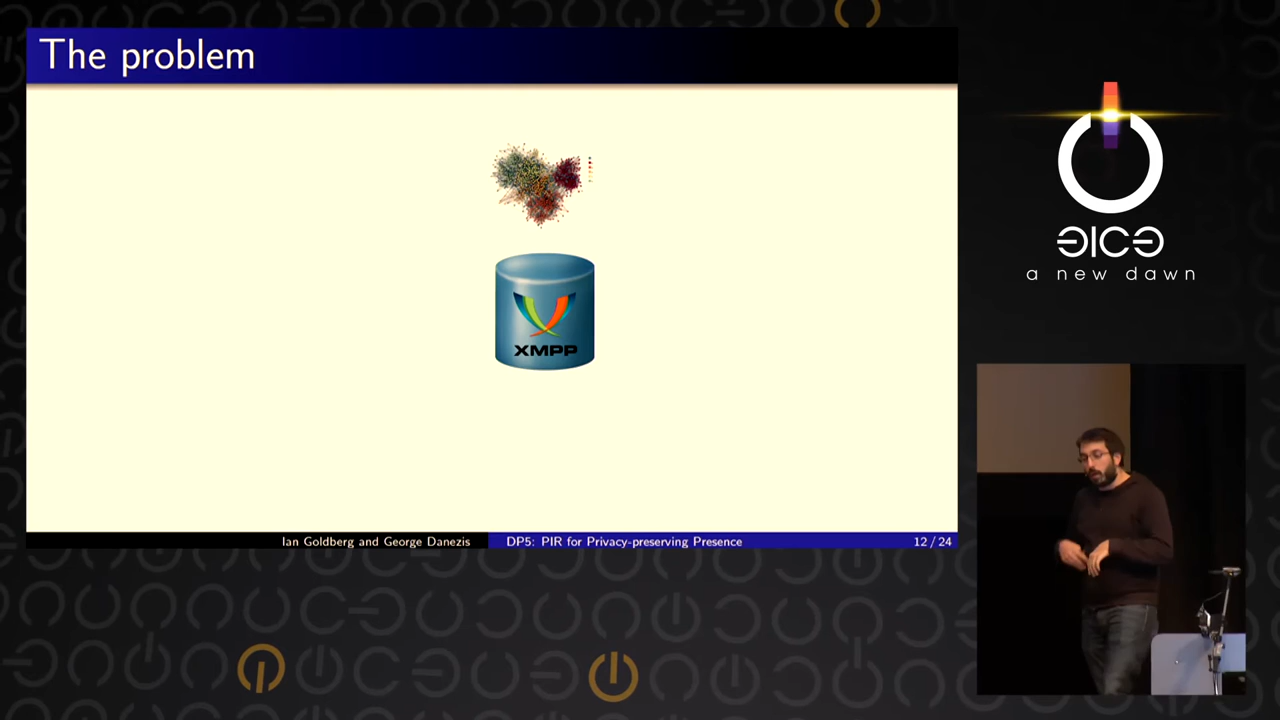 The problem
XMPP
Ian Goldberg and George Danezis
DP5: PIR for Privacy-preserving Presence
12 / 24
a new dawn